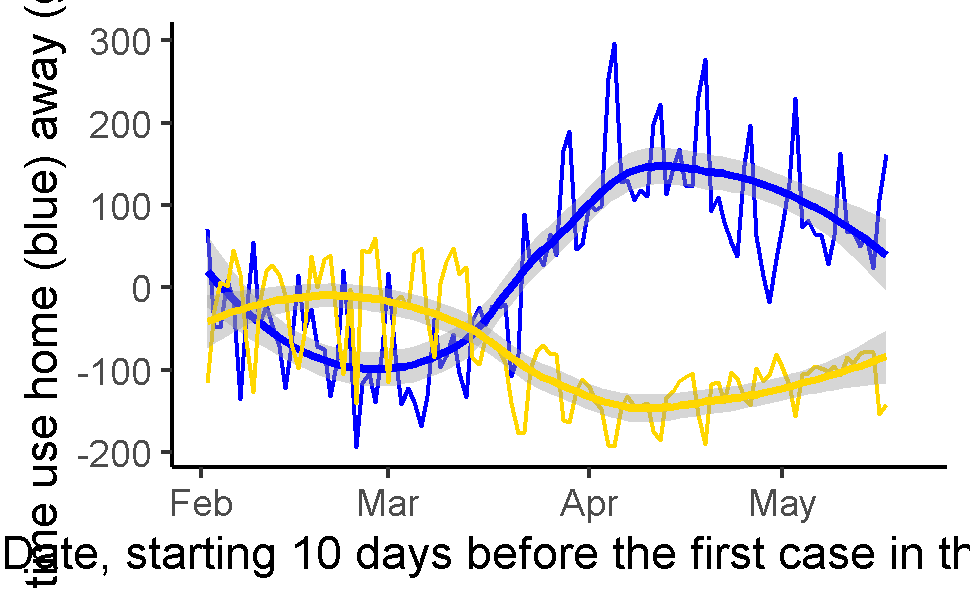 time use home (blue) away (
300
200
100
0
-100
-200
Feb Mar Apr May
Date, starting 10 days before the first case in th